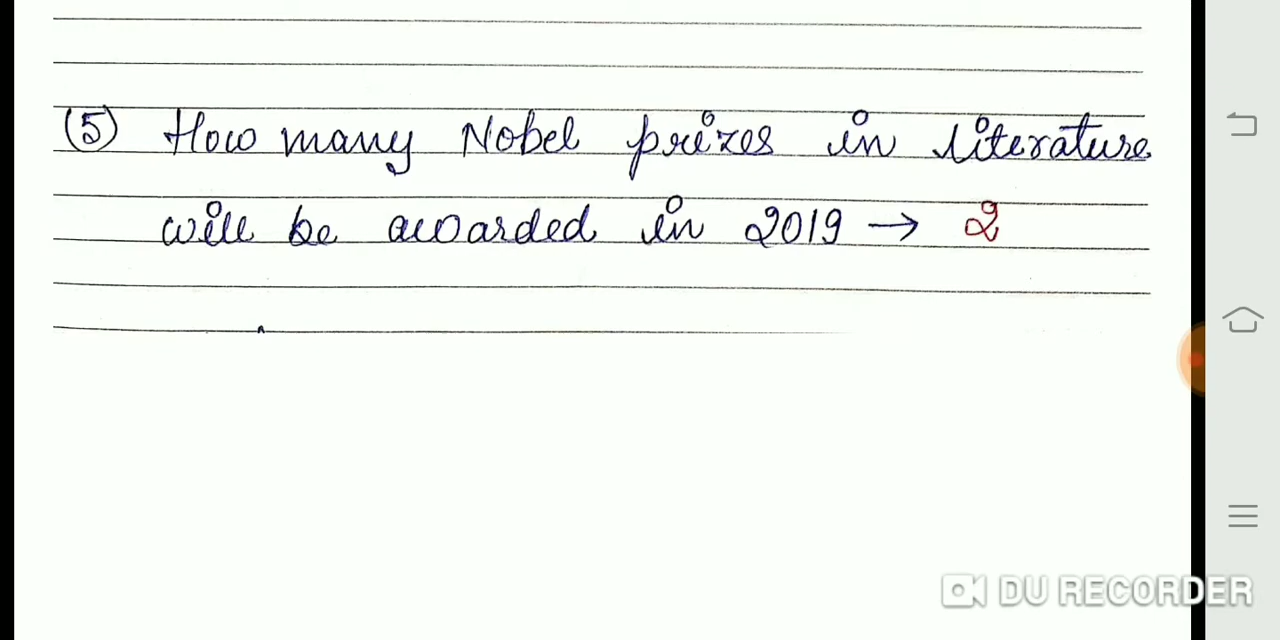 (5) How many Nobel prizes in literature
will be awarded in 2019 → 2
DU RECORDER